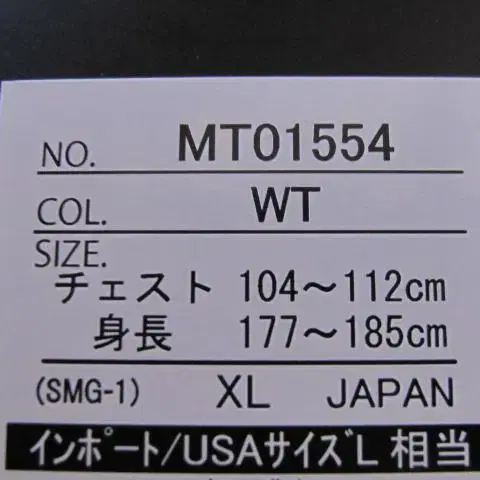 NO. MT01554
COL. WT
SIZE.
チェスト 104～112cm
身長 177～185cm
(SMG-1) XL JAPAN
インポート/USAサイズL 相当